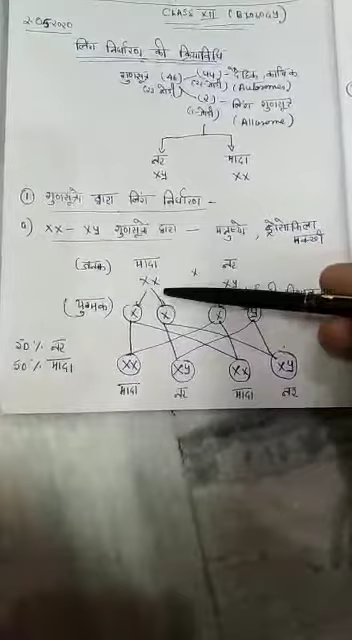 2.05.2020
CLASS XII (BIOLOGY)
लिंग निर्धारण की क्रियाविधि
गुणसूत्र (46) (44) - दैहिक, कायिक
(23-जोड़ी) (22-जोड़ी) (Autosomes)
(2) - लिंग गुणसूत्र
(1-जोड़ी) (Allosome)
नर मादा
xy xx
① गुणसूत्रो द्वारा लिंग निर्धारण -
a) xx - xy गुणसूत्रो द्वारा - मनुष्यो, ड्रोसोफिला
मक्खी
(जनक) मादा x नर
xx xy
(युग्मक) x x x y
50% नर
50% मादा
xx xy xx xy
मादा नर मादा नर